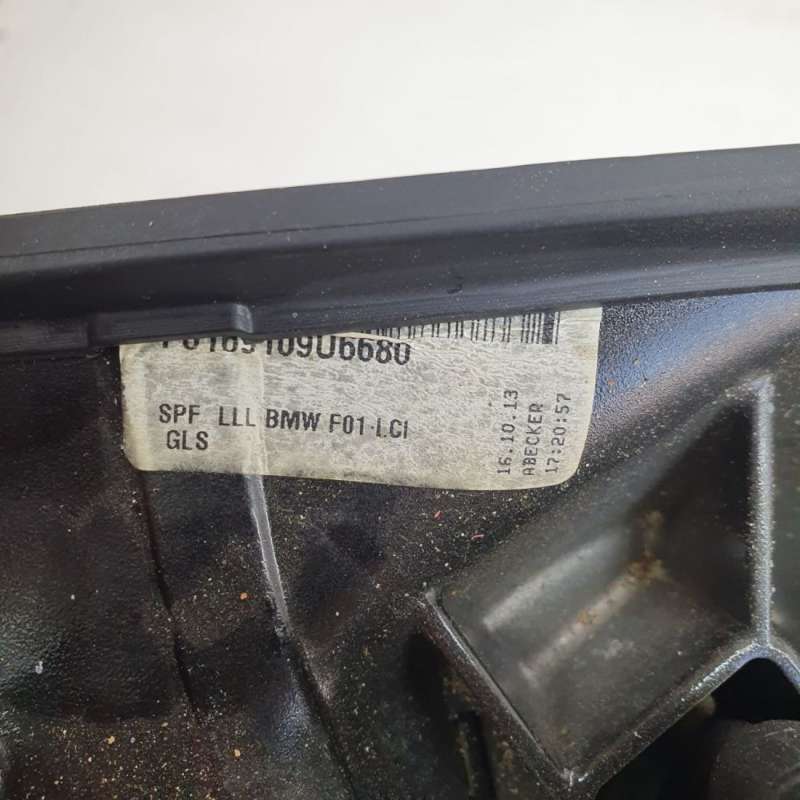 SPF LLL BMW F01 LCI
GLS
16.10.13
ABECKER
17:20:57